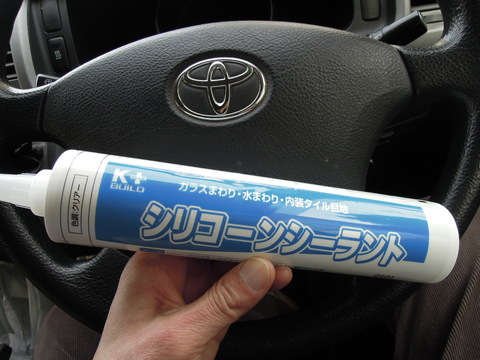 K+
BUILD
色調:クリアー
ガラスまわり・水まわり・内装タイル目地
シリコーンシーラント